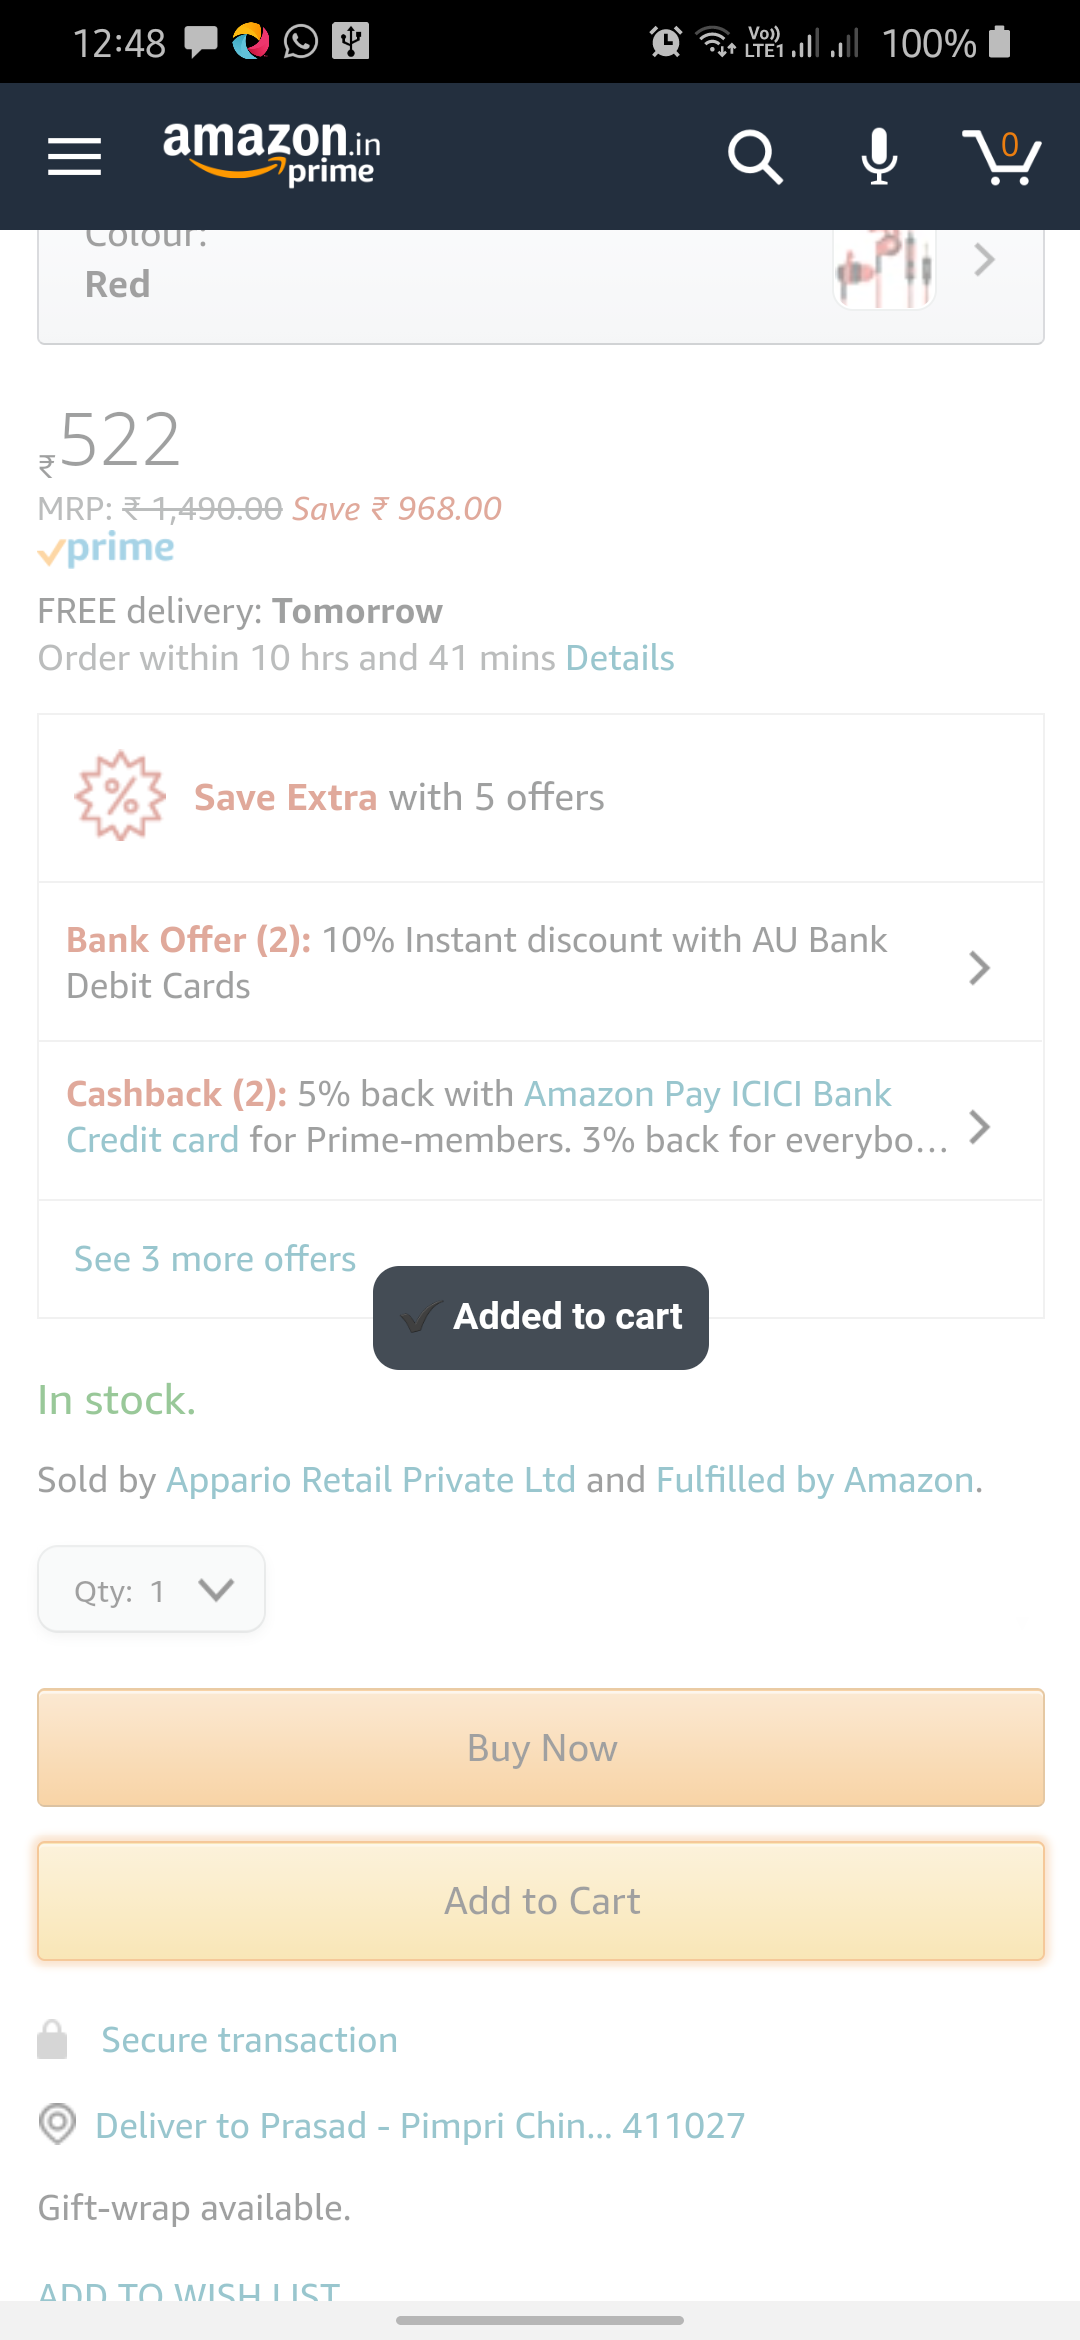 12:48
Vo))
LTE1
100%
amazon.in
prime
0
Colour:
Red
₹522
MRP: ₹ 1,490.00 Save ₹ 968.00
prime
FREE delivery: Tomorrow
Order within 10 hrs and 41 mins Details
Save Extra with 5 offers
Bank Offer (2): 10% Instant discount with AU Bank
Debit Cards
Cashback (2): 5% back with Amazon Pay ICICI Bank
Credit card for Prime-members. 3% back for everybo...
See 3 more offers
Added to cart
In stock.
Sold by Appario Retail Private Ltd and Fulfilled by Amazon.
Qty: 1
Buy Now
Add to Cart
Secure transaction
Deliver to Prasad - Pimpri Chin... 411027
Gift-wrap available.
ADD TO WISH LIST